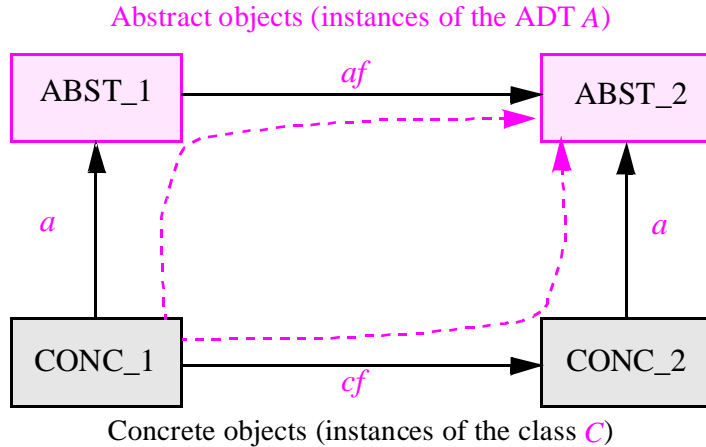 Abstract objects (instances of the ADT A)
af
ABST_1
ABST_2
a
a
CONC_1
CONC_2
cf
Concrete objects (instances of the class C)